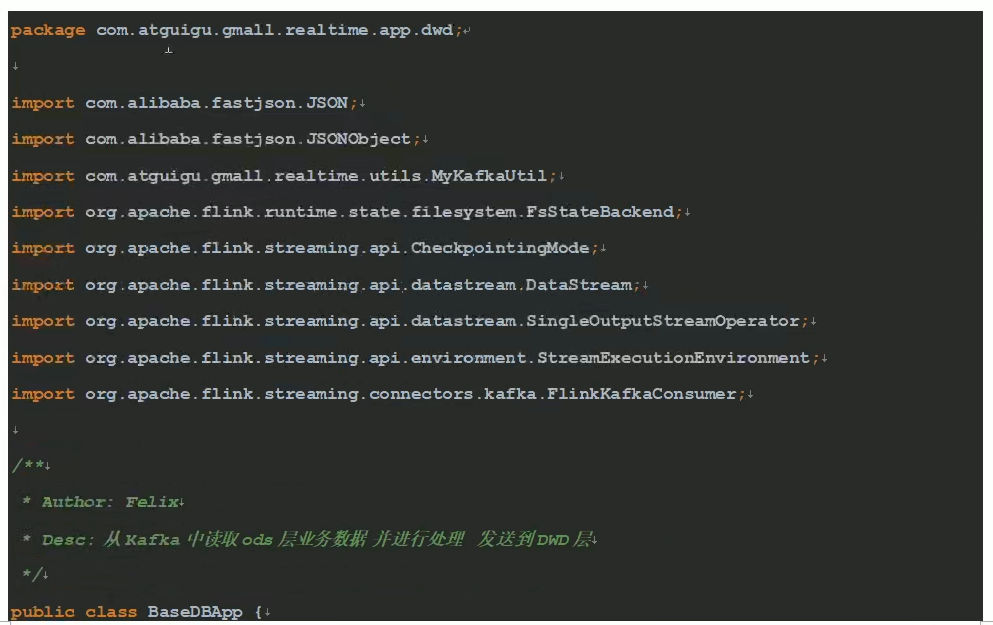 package com.atguigu.gmall.realtime.app.dwd;
import com.alibaba.fastjson.JSON;
import com.alibaba.fastjson.JSONObject;
import com.atguigu.gmall.realtime.utils.MyKafkaUtil;
import org.apache.flink.runtime.state.filesystem.FsStateBackend;
import org.apache.flink.streaming.api.CheckpointingMode;
import org.apache.flink.streaming.api.datastream.DataStream;
import org.apache.flink.streaming.api.datastream.SingleOutputStreamOperator;
import org.apache.flink.streaming.api.environment.StreamExecutionEnvironment;
import org.apache.flink.streaming.connectors.kafka.FlinkKafkaConsumer;
/**
 * Author: Felix
 * Desc: 从Kafka中读取ods层业务数据 并进行处理  发送到DWD层
 */
public class BaseDBApp {